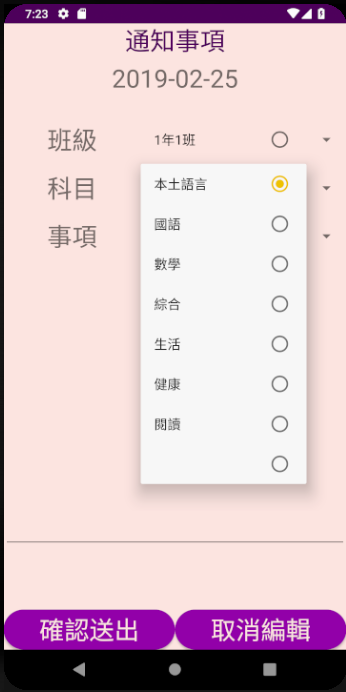 7:23
通知事項
2019-02-25
班級
1年1班
科目
事項
本土語言
國語
數學
綜合
生活
健康
閱讀
確認送出
取消編輯